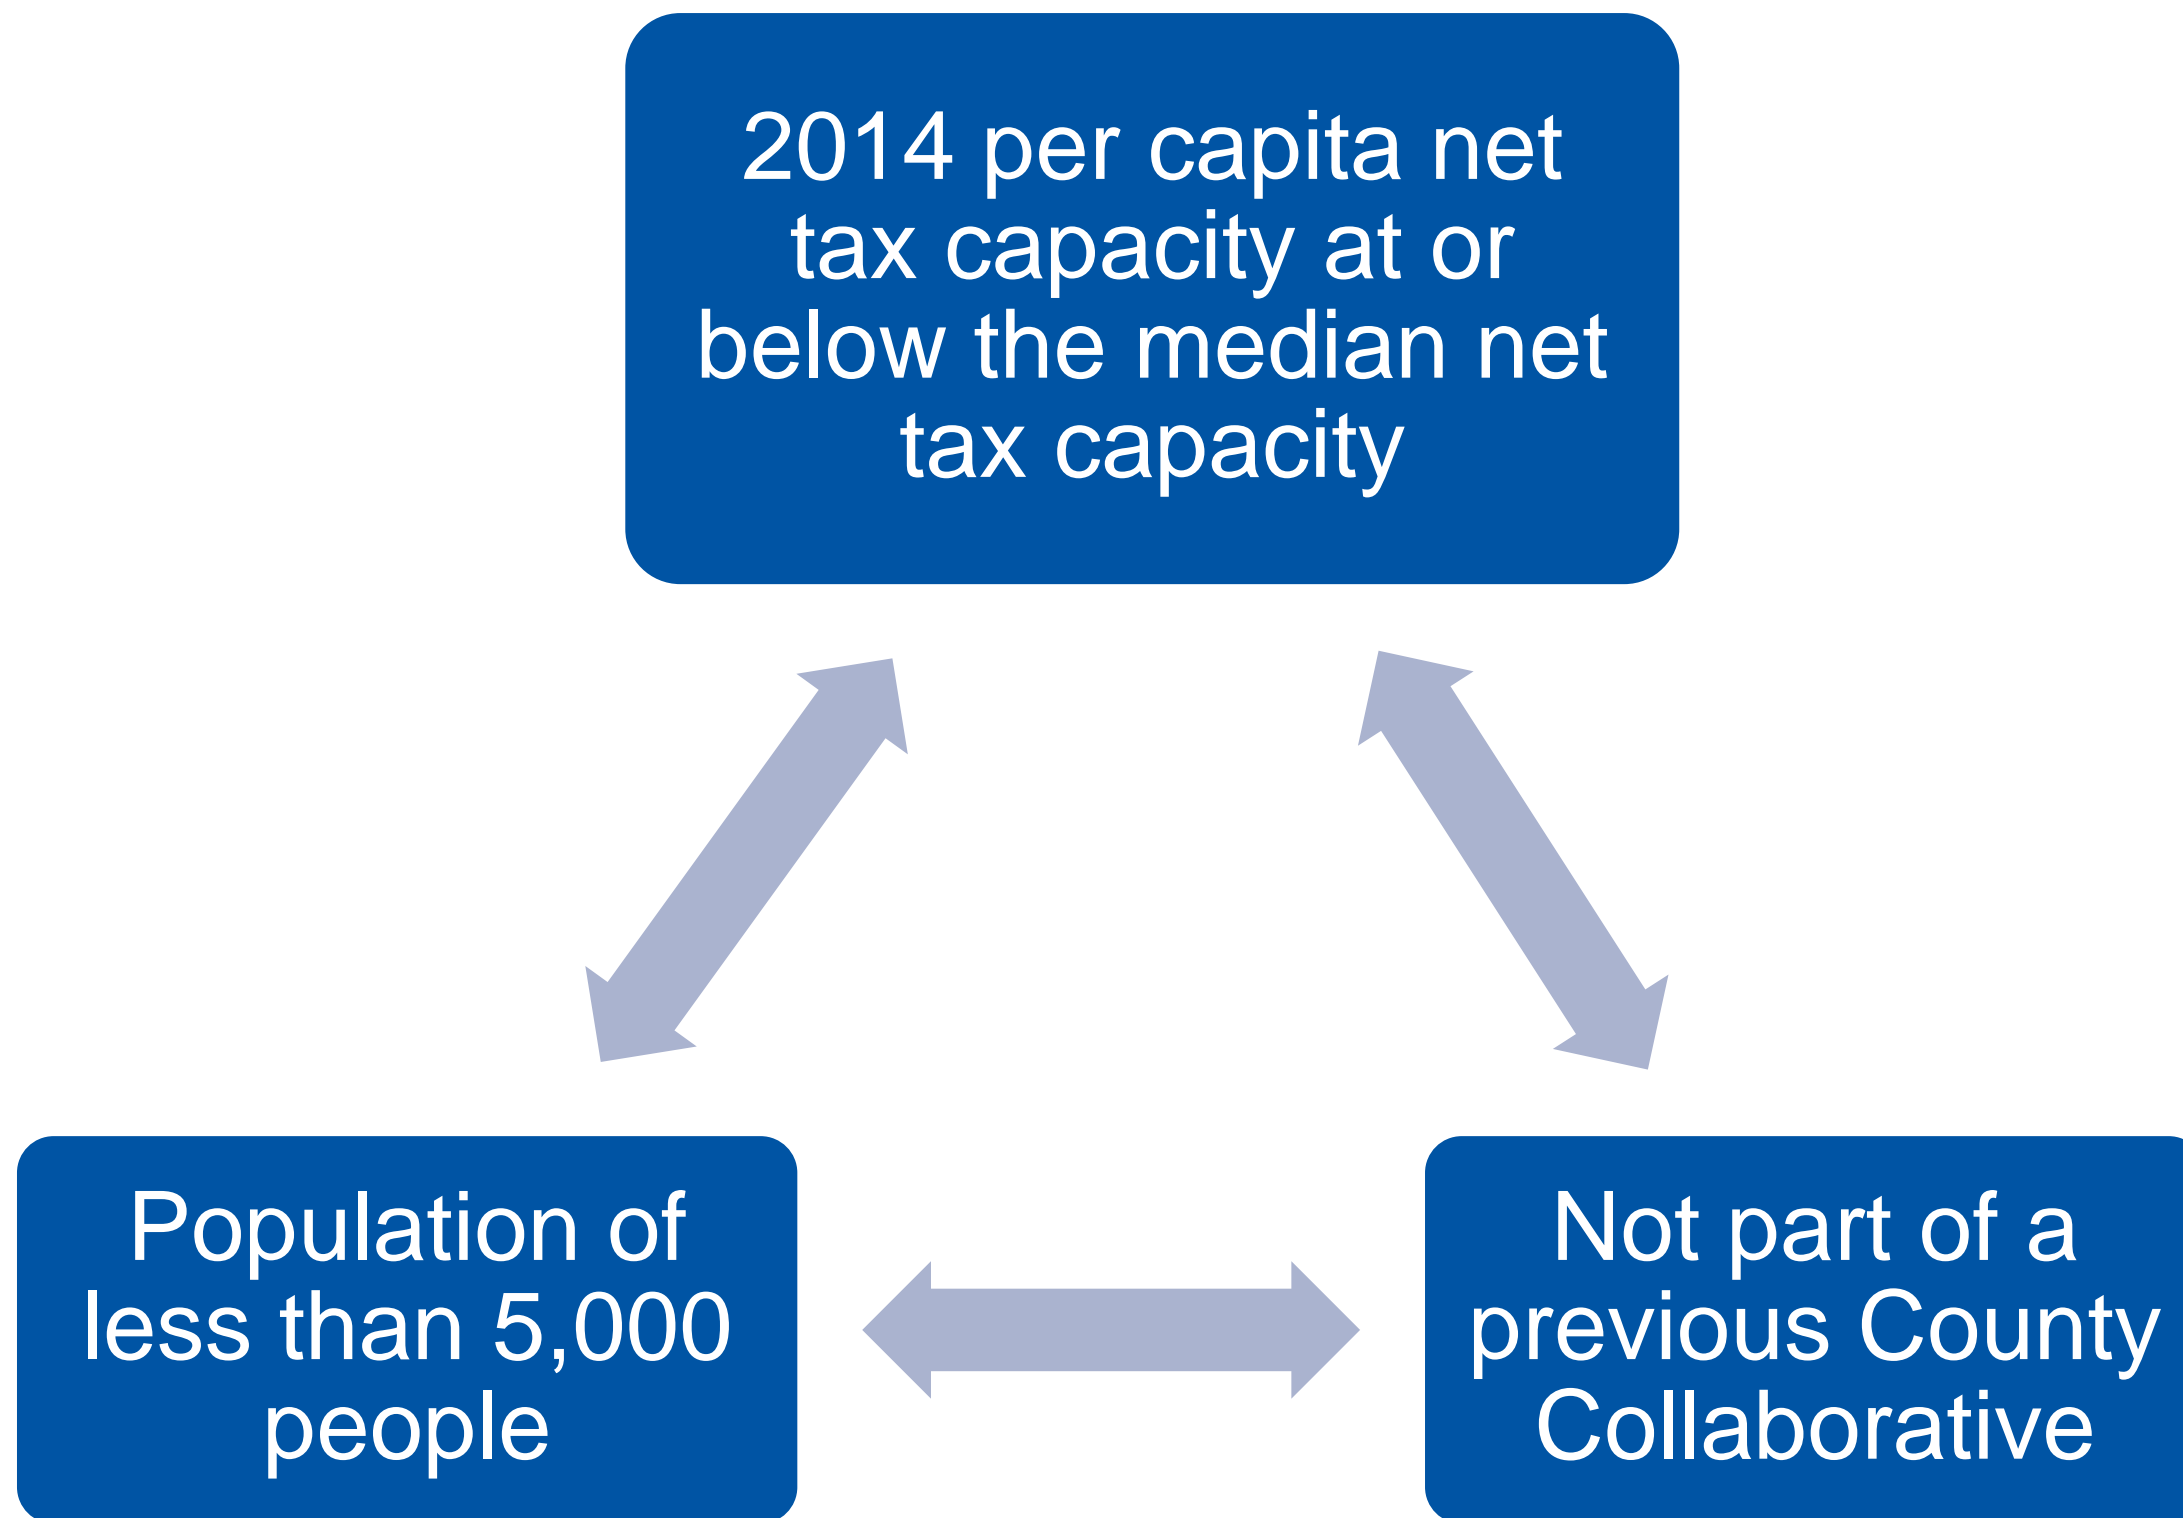 2014 per capita net
tax capacity at or
below the median net
tax capacity
Population of
less than 5,000
people
Not part of a
previous County
Collaborative